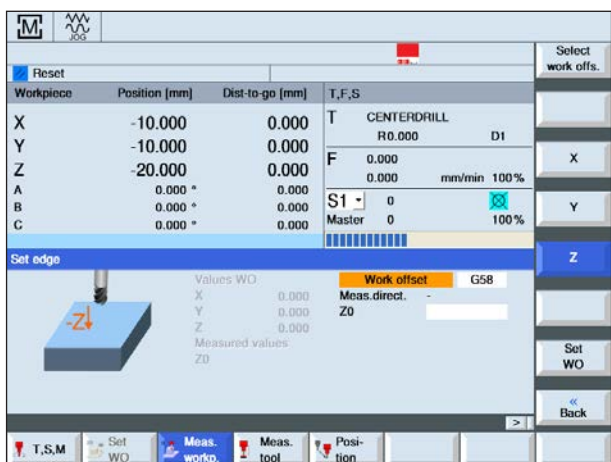 M
JOG
Select
work offs.
Reset
Workpiece Position [mm] Dist-to-go [mm] T,F,S
X -10.000 0.000
Y -10.000 0.000
Z -20.000 0.000
A 0.000 ° 0.000
B 0.000 ° 0.000
C 0.000 ° 0.000
T CENTERDRILL
R0.000 D1
F 0.000
0.000 mm/min 100%
S1 0
Master 0 100%
X
Y
Z
Set edge
-Z
Values WO
X 0.000
Y 0.000
Z 0.000
Measured values
Z0
Work offset G58
Meas.direct. -
Z0
Set
WO
«
Back
>
T,S,M
Set
WO
Meas.
workp.
Meas.
tool
Posi-
tion